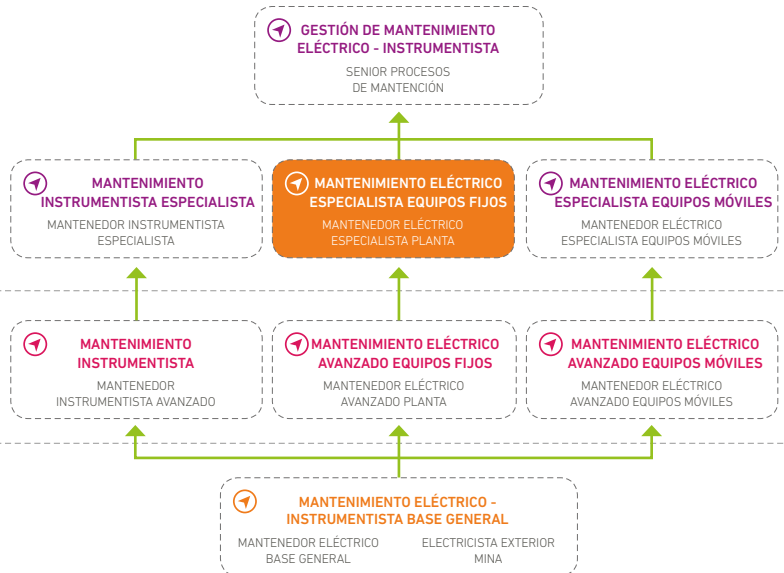 GESTIÓN DE MANTENIMIENTO
ELÉCTRICO - INSTRUMENTISTA
SENIOR PROCESOS
DE MANTENCIÓN
MANTENIMIENTO
INSTRUMENTISTA ESPECIALISTA
MANTENEDOR INSTRUMENTISTA
ESPECIALISTA
MANTENIMIENTO ELÉCTRICO
ESPECIALISTA EQUIPOS FIJOS
MANTENEDOR ELÉCTRICO
ESPECIALISTA PLANTA
MANTENIMIENTO ELÉCTRICO
ESPECIALISTA EQUIPOS MÓVILES
MANTENEDOR ELÉCTRICO
ESPECIALISTA EQUIPOS MÓVILES
MANTENIMIENTO
INSTRUMENTISTA
MANTENEDOR
INSTRUMENTISTA AVANZADO
MANTENIMIENTO ELÉCTRICO
AVANZADO EQUIPOS FIJOS
MANTENEDOR ELÉCTRICO
AVANZADO PLANTA
MANTENIMIENTO ELÉCTRICO
AVANZADO EQUIPOS MÓVILES
MANTENEDOR ELÉCTRICO
AVANZADO EQUIPOS MÓVILES
MANTENIMIENTO ELÉCTRICO -
INSTRUMENTISTA BASE GENERAL
MANTENEDOR ELÉCTRICO
BASE GENERAL
ELECTRICISTA EXTERIOR
MINA